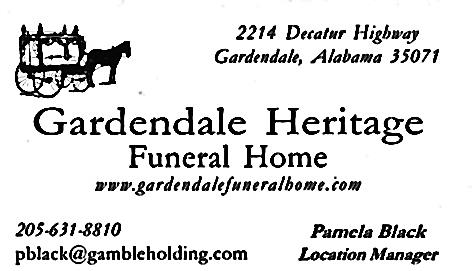 2214 Decatur Highway
Gardendale, Alabama 35071
Gardendale Heritage
Funeral Home
www.gardendalefuneralhome.com
205-631-8810
pblack@gambleholding.com
Pamela Black
Location Manager